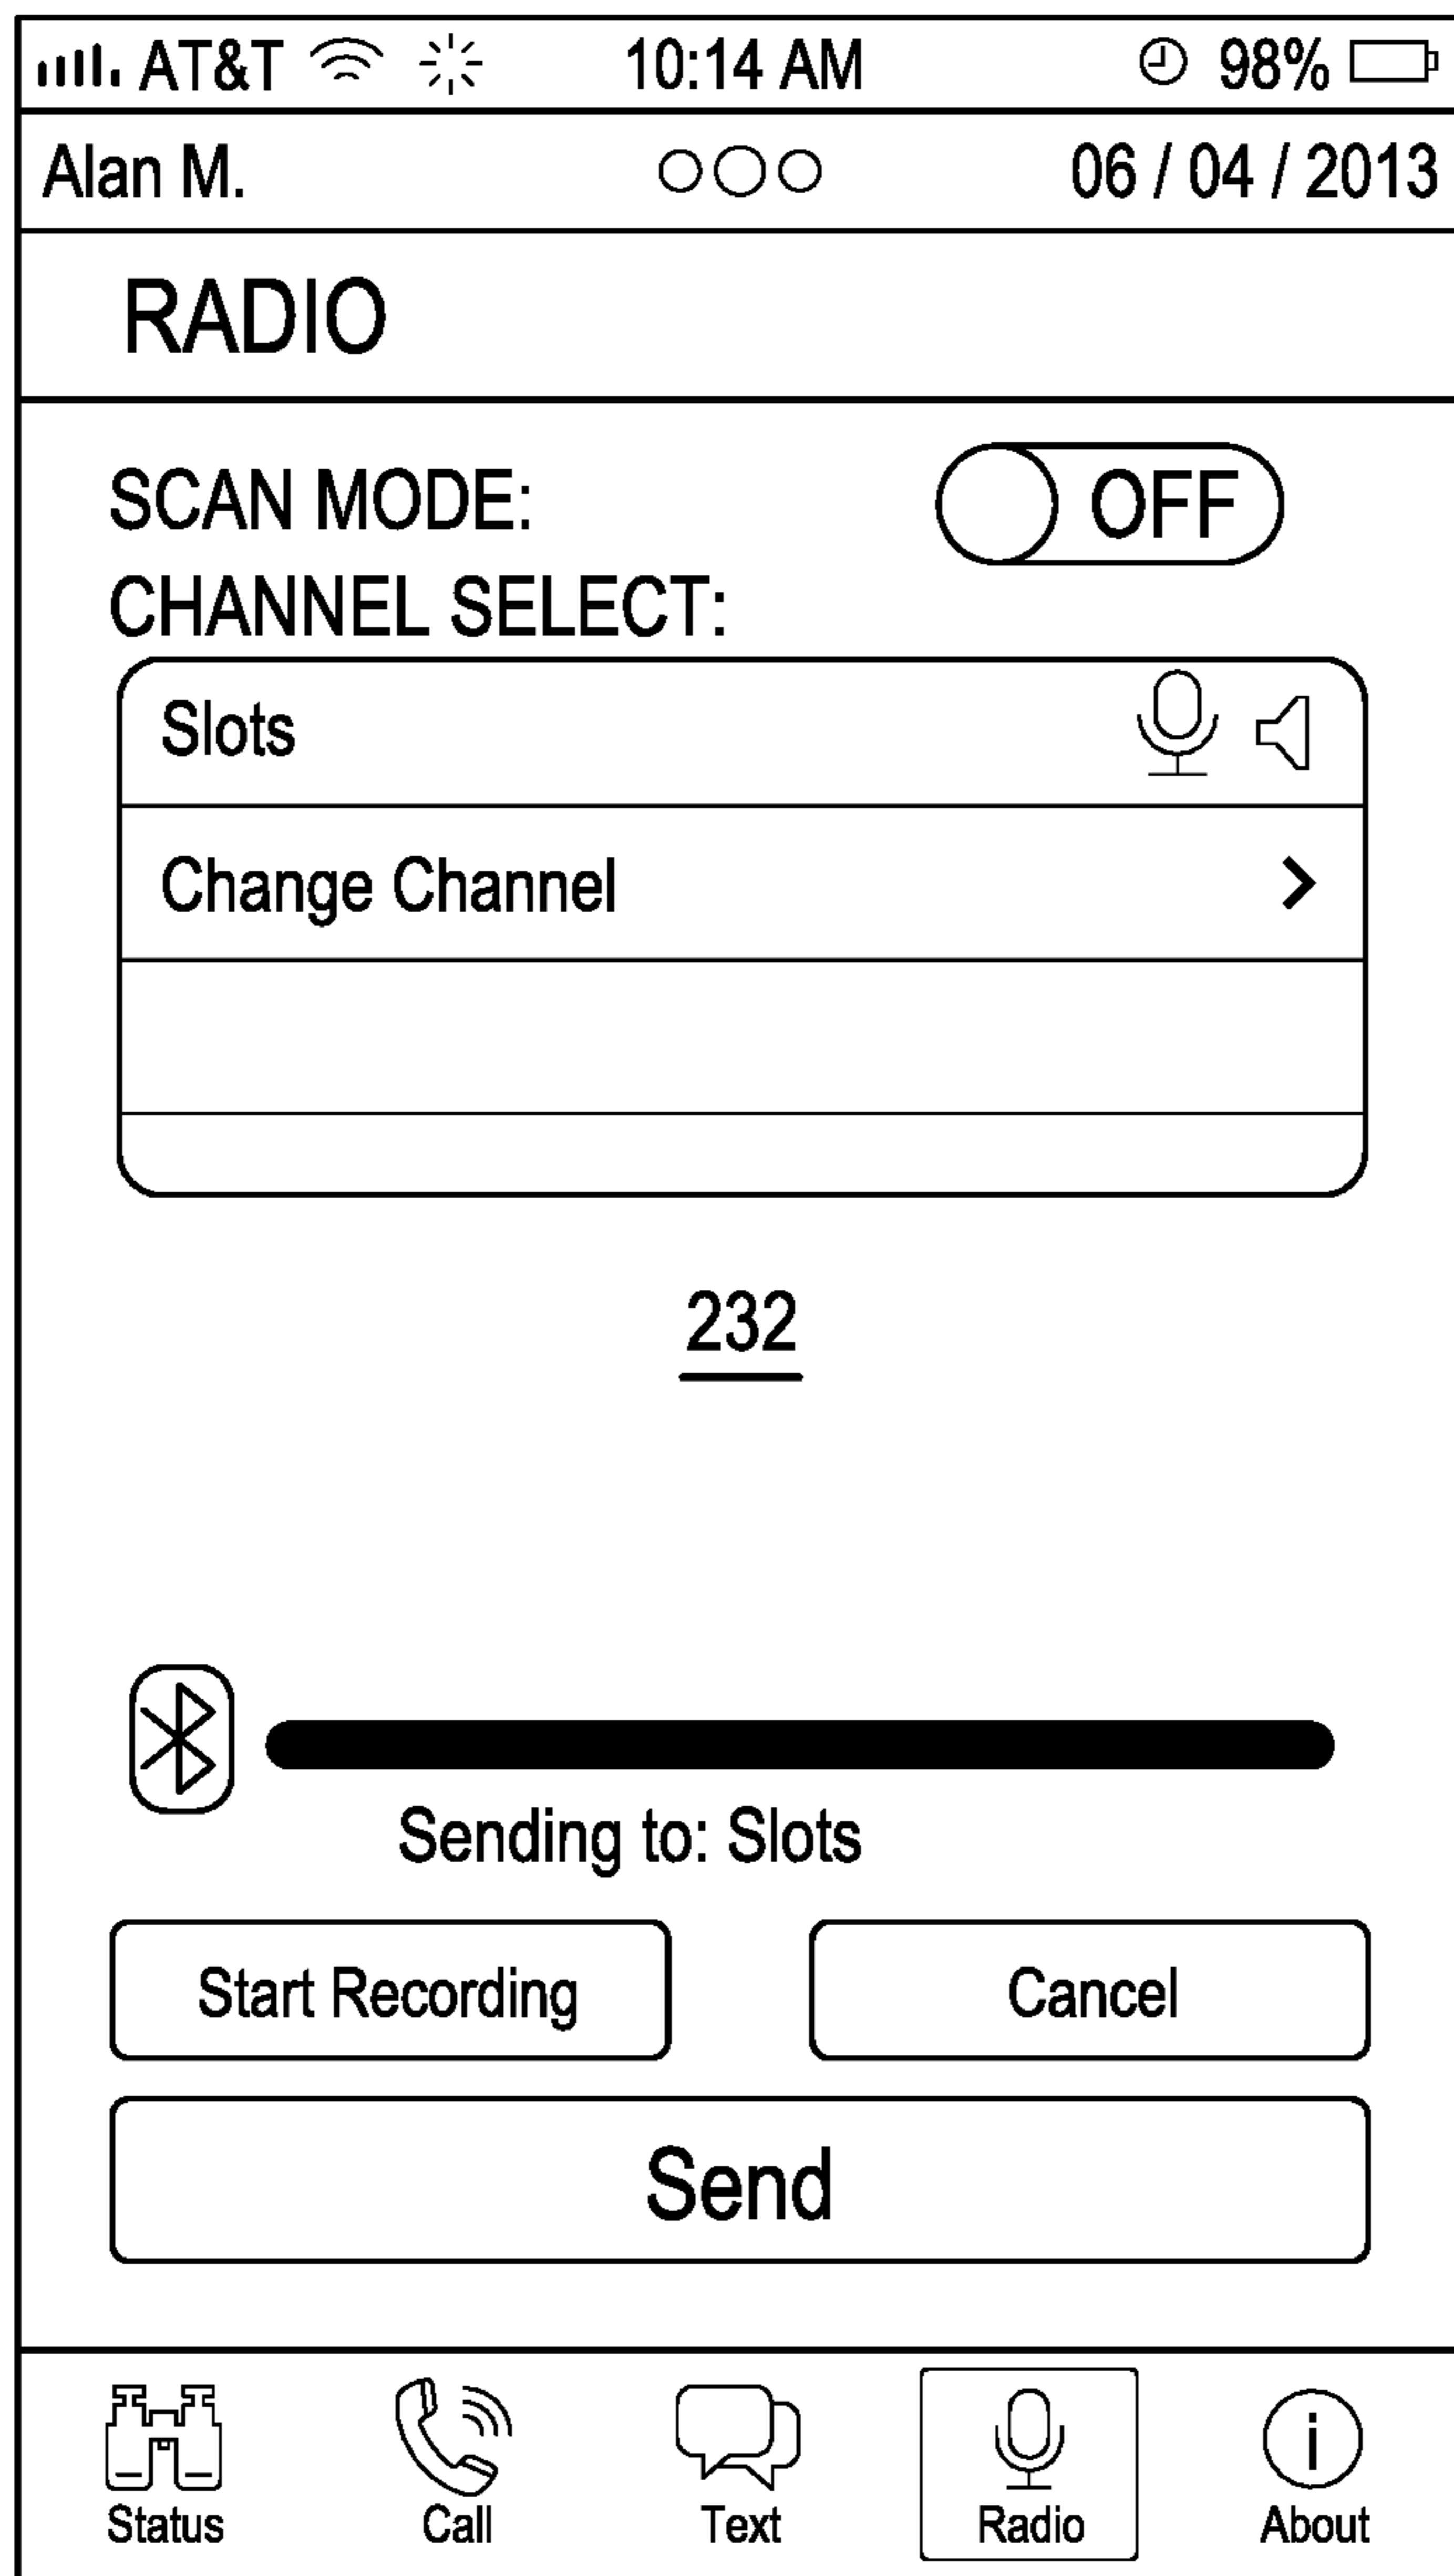 AT&T 10:14 AM 98%
Alan M. 06 / 04 / 2013
RADIO
SCAN MODE: OFF
CHANNEL SELECT:
Slots
Change Channel
232
Sending to: Slots
Start Recording Cancel
Send
Status Call Text Radio About